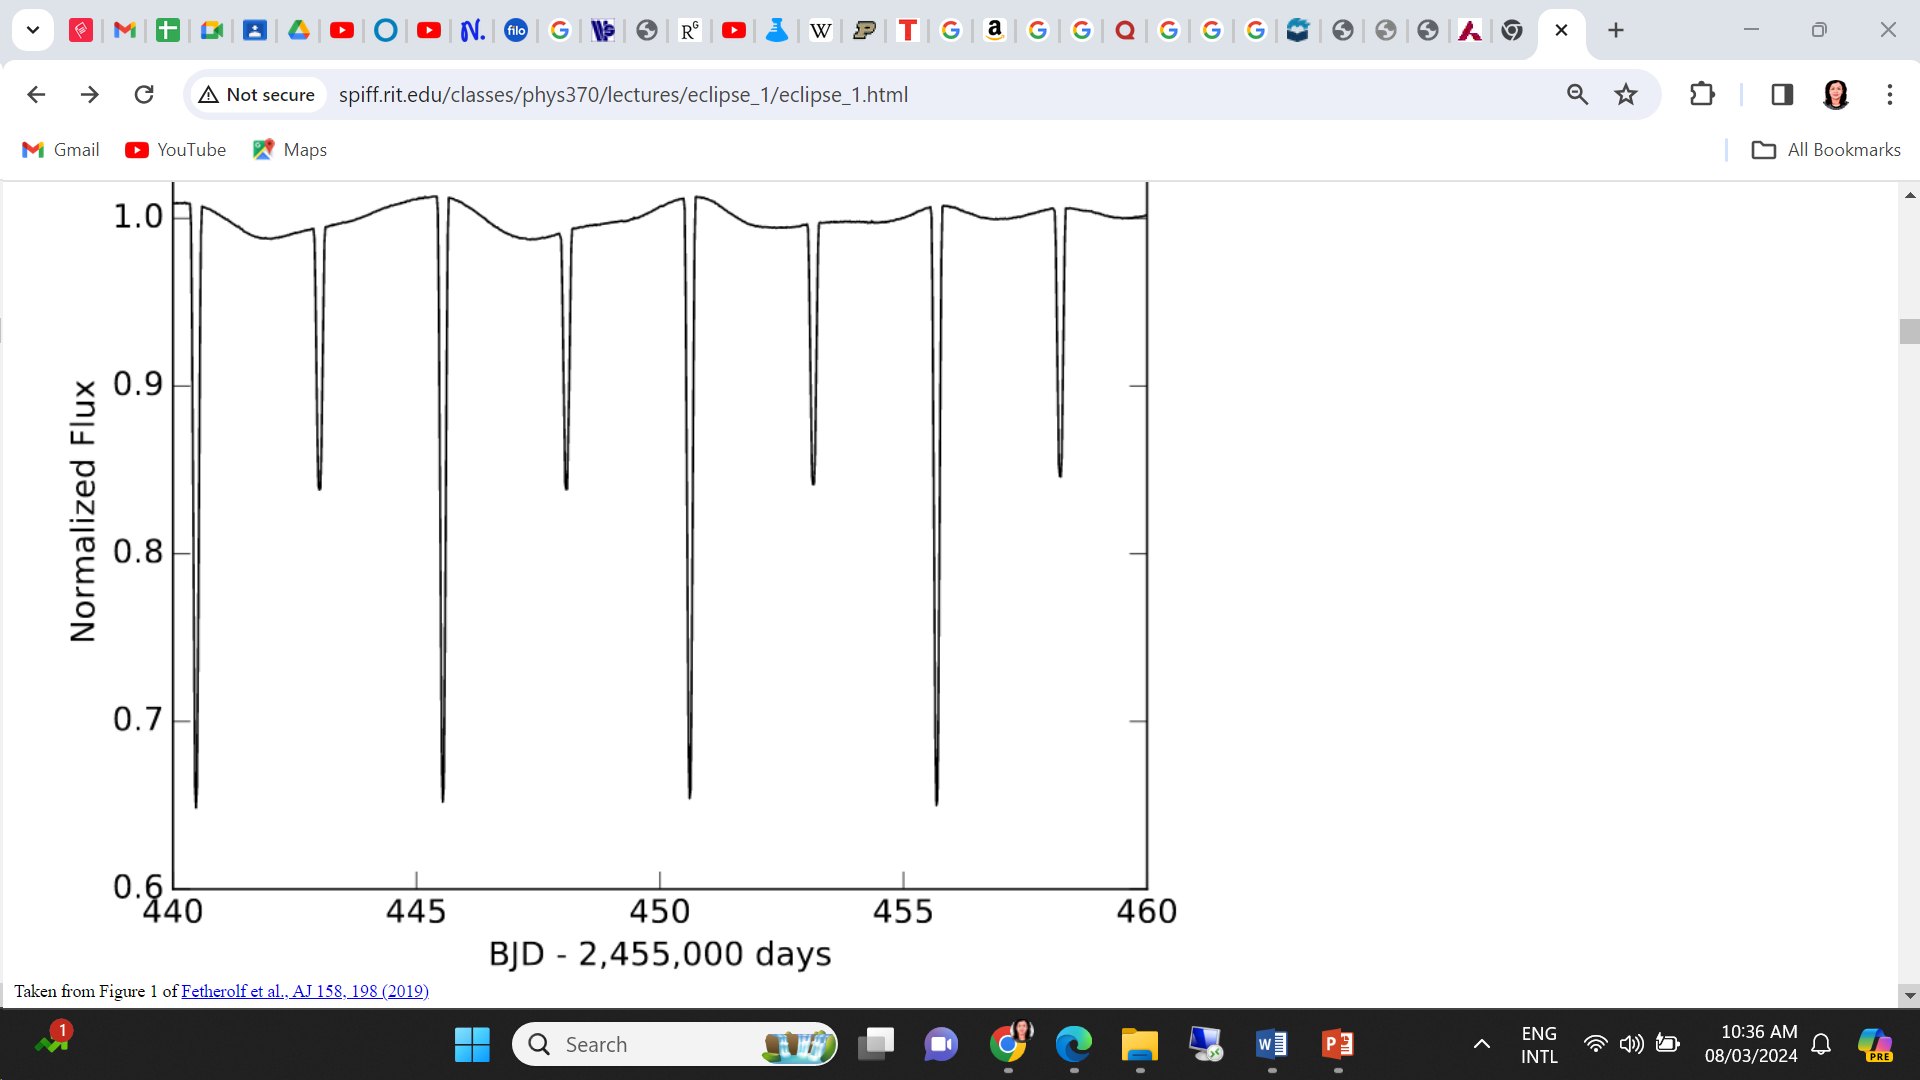 Not secure
spiff.rit.edu/classes/phys370/lectures/eclipse_1/eclipse_1.html
Gmail
YouTube
Maps
All Bookmarks
1.0
0.9
0.8
0.7
0.6
Normalized Flux
440
445
450
455
460
BJD - 2,455,000 days
Taken from Figure 1 of Fetherolf et al., AJ 158, 198 (2019)
1
Search
ENG
INTL
10:36 AM
08/03/2024
PRE